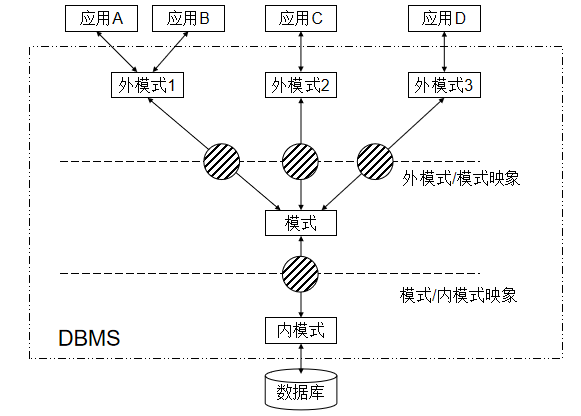 应用A
应用B
应用C
应用D
外模式1
外模式2
外模式3
外模式/模式映象
模式
模式/内模式映象
内模式
DBMS
数据库